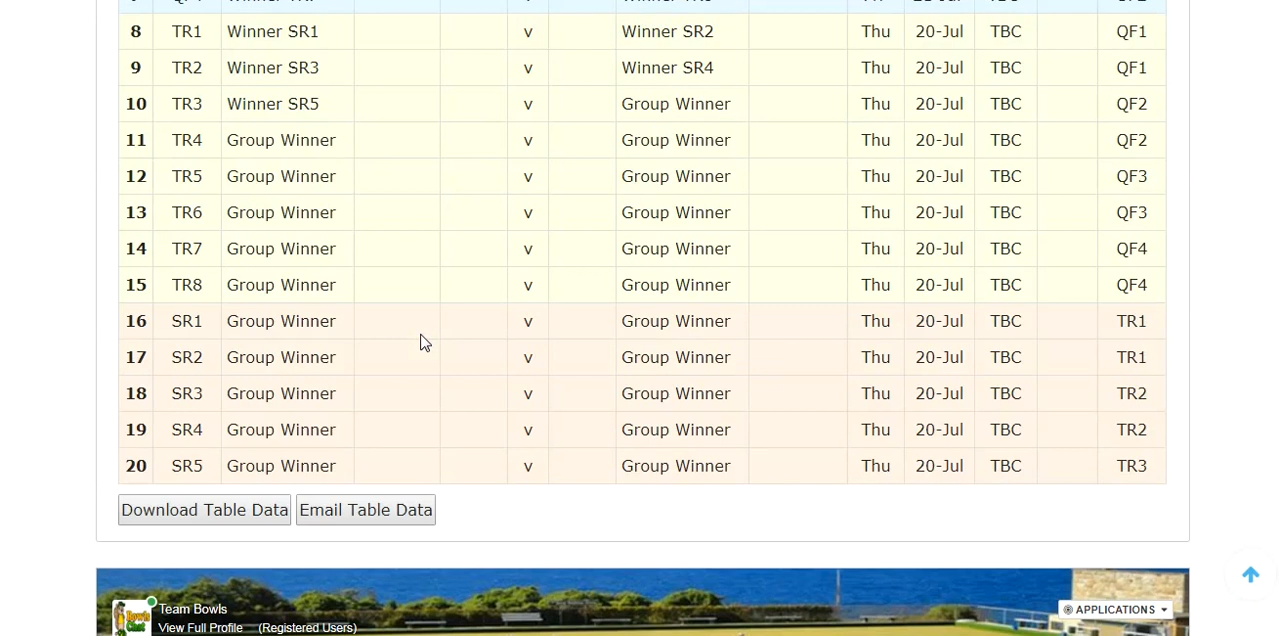 8 TR1 Winner SR1 v Winner SR2 Thu 20-Jul TBC QF1
9 TR2 Winner SR3 v Winner SR4 Thu 20-Jul TBC QF1
10 TR3 Winner SR5 v Group Winner Thu 20-Jul TBC QF2
11 TR4 Group Winner v Group Winner Thu 20-Jul TBC QF2
12 TR5 Group Winner v Group Winner Thu 20-Jul TBC QF3
13 TR6 Group Winner v Group Winner Thu 20-Jul TBC QF3
14 TR7 Group Winner v Group Winner Thu 20-Jul TBC QF4
15 TR8 Group Winner v Group Winner Thu 20-Jul TBC QF4
16 SR1 Group Winner v Group Winner Thu 20-Jul TBC TR1
17 SR2 Group Winner v Group Winner Thu 20-Jul TBC TR1
18 SR3 Group Winner v Group Winner Thu 20-Jul TBC TR2
19 SR4 Group Winner v Group Winner Thu 20-Jul TBC TR2
20 SR5 Group Winner v Group Winner Thu 20-Jul TBC TR3
Download Table Data Email Table Data
Bowls Chat
Team Bowls
APPLICATIONS
View Full Profile (Registered Users)